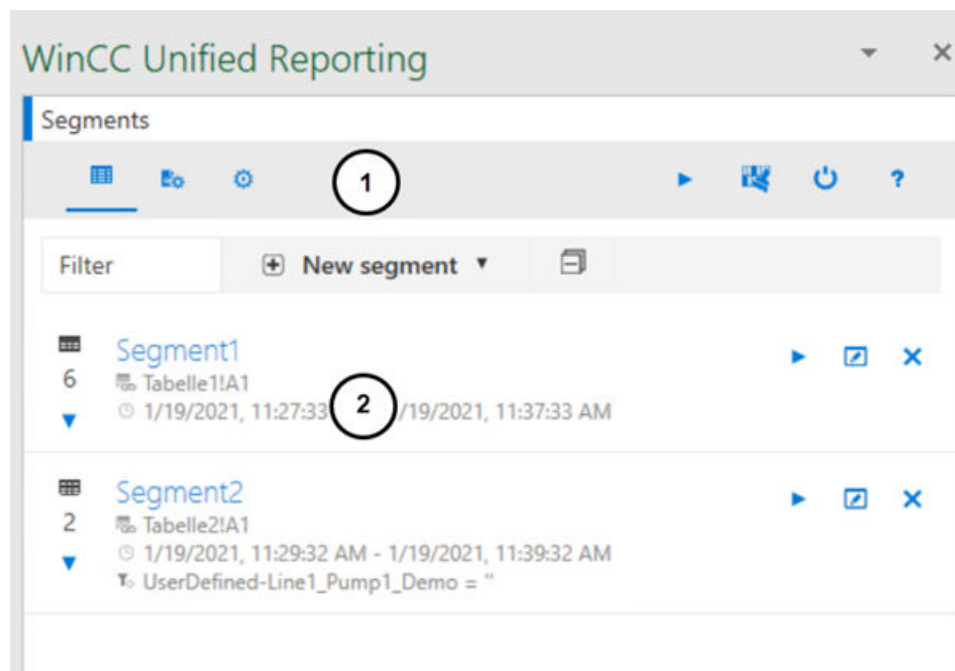 WinCC Unified Reporting
Segments
1
?
Filter
New segment
Segment1
6
Tabelle1!A1
1/19/2021, 11:27:33 2 /19/2021, 11:37:33 AM
Segment2
2
Tabelle2!A1
1/19/2021, 11:29:32 AM - 1/19/2021, 11:39:32 AM
UserDefined-Line1_Pump1_Demo = ''